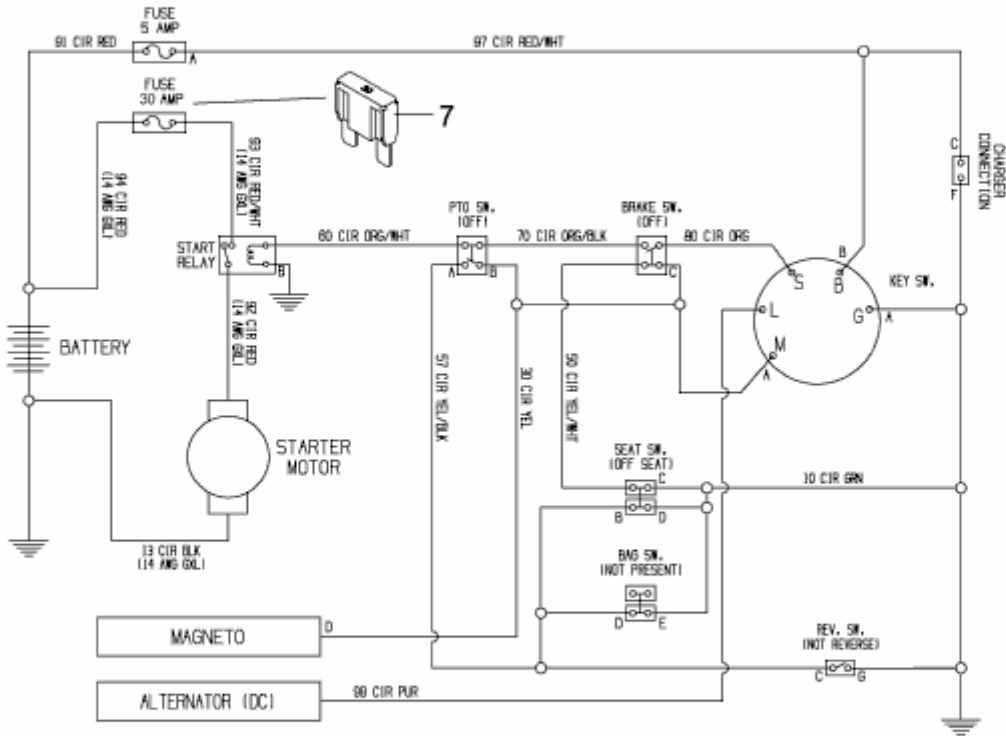 FUSE
5 AMP
91 CIR RED
A
97 CIR RED/WHT
FUSE
30 AMP
7
93 CIR RED/WHT
(14 AWG GXL)
94 CIR RED
(14 AWG GXL)
C
F
CHARGER
CONNECTION
PTO SW.
(OFF)
BRAKE SW.
(OFF)
START
RELAY
60 CIR ORG/WHT
70 CIR ORG/BLK
80 CIR ORG
B
A
B
C
S
B
B
KEY SW.
L
G
A
M
A
92 CIR RED
(14 AWG GXL)
BATTERY
57 CIR YEL/BLK
30 CIR YEL
50 CIR YEL/WHT
STARTER
MOTOR
SEAT SW.
(OFF SEAT)
C
10 CIR GRN
B
D
13 CIR BLK
(14 AWG GXL)
BAG SW.
(NOT PRESENT)
D
E
MAGNETO
D
REV. SW.
(NOT REVERSE)
C
G
ALTERNATOR (DC)
98 CIR PUR